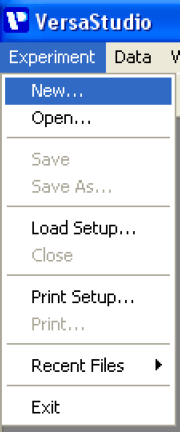 VersaStudio
Experiment Data
New...
Open...
Save
Save As...
Load Setup...
Close
Print Setup...
Print...
Recent Files
Exit